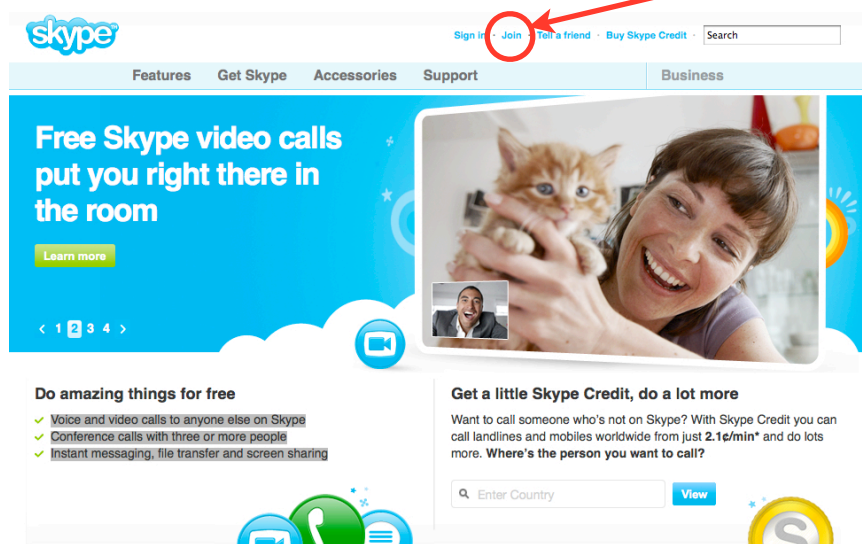 skype™
Sign in · Join · Tell a friend · Buy Skype Credit · Search
Features Get Skype Accessories Support Business
Free Skype video calls
put you right there in
the room
Learn more
< 1 2 3 4 >
Do amazing things for free
Voice and video calls to anyone else on Skype
Conference calls with three or more people
Instant messaging, file transfer and screen sharing
Get a little Skype Credit, do a lot more
Want to call someone who's not on Skype? With Skype Credit you can
call landlines and mobiles worldwide from just 2.1¢/min* and do lots
more. Where's the person you want to call?
Enter Country View
S